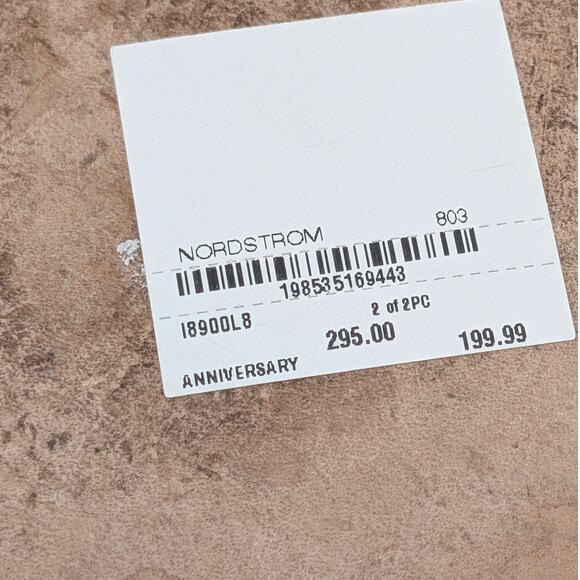 803
NORDSTROM
198535169443
I8900L8
2 of 2PC
295.00
199.99
ANNIVERSARY